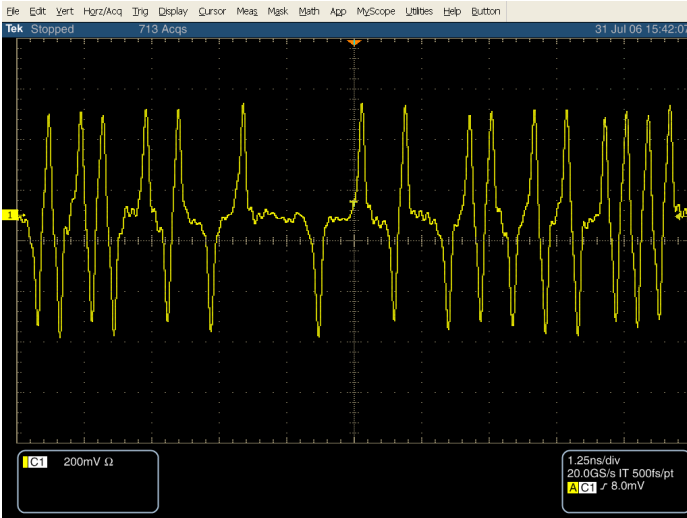 File Edit Vert Horz/Acq Trig Display Cursor Meas Mask Math App MyScope Utilities Help Button
Tek Stopped 713 Acqs 31 Jul 06 15:42:07
1
C1 200mV Ω
1.25ns/div
20.0GS/s IT 500fs/pt
A C1 8.0mV